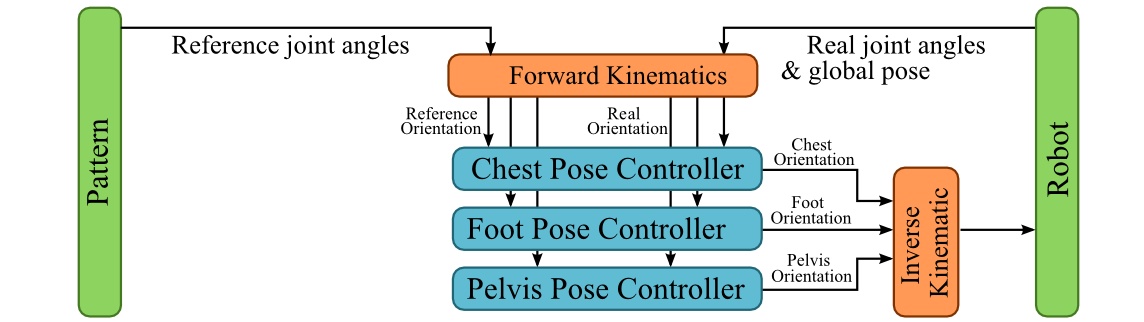 Pattern
Reference joint angles
Real joint angles
& global pose
Forward Kinematics
Reference
Orientation
Real
Orientation
Chest Pose Controller
Foot Pose Controller
Pelvis Pose Controller
Chest
Orientation
Foot
Orientation
Pelvis
Orientation
Inverse
Kinematic
Robot